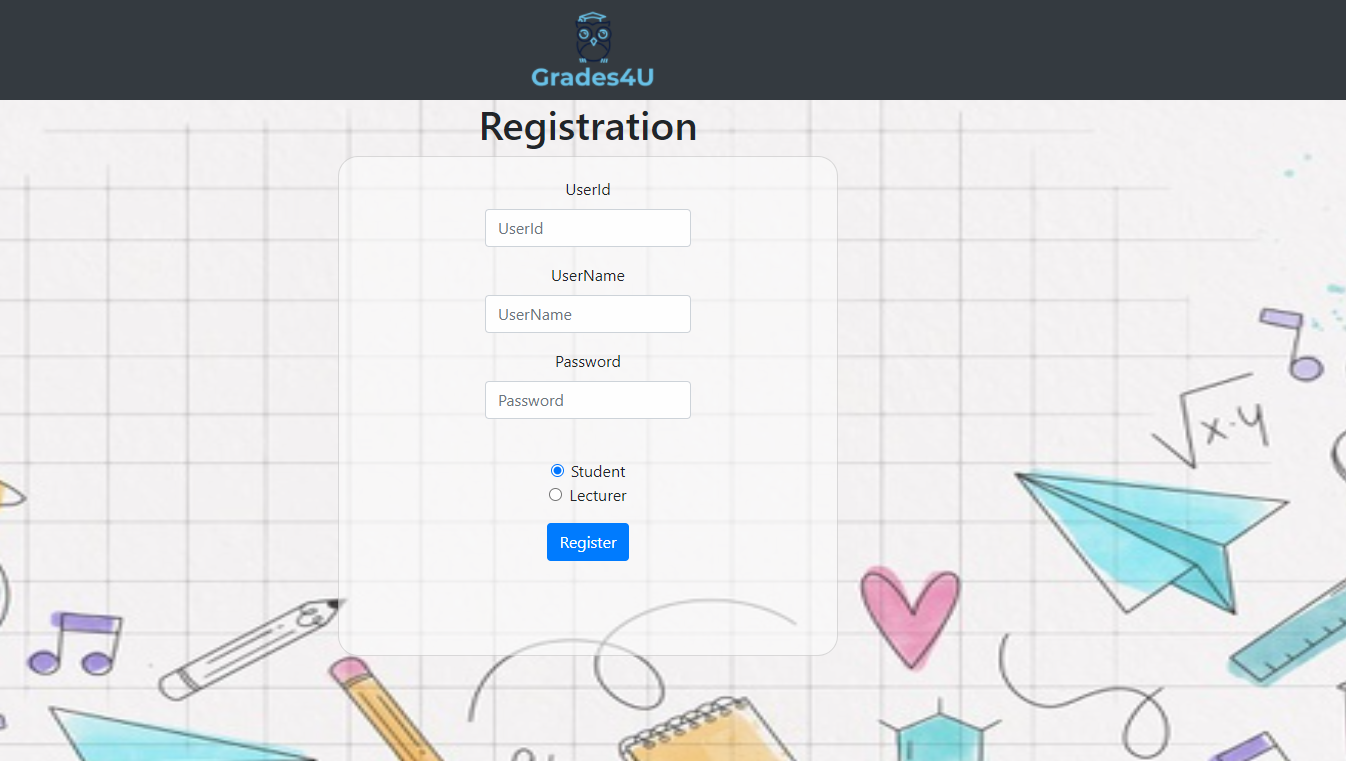 Grades4U
Registration
UserId
UserId
UserName
UserName
Password
Password
Student
Lecturer
Register
√x·y